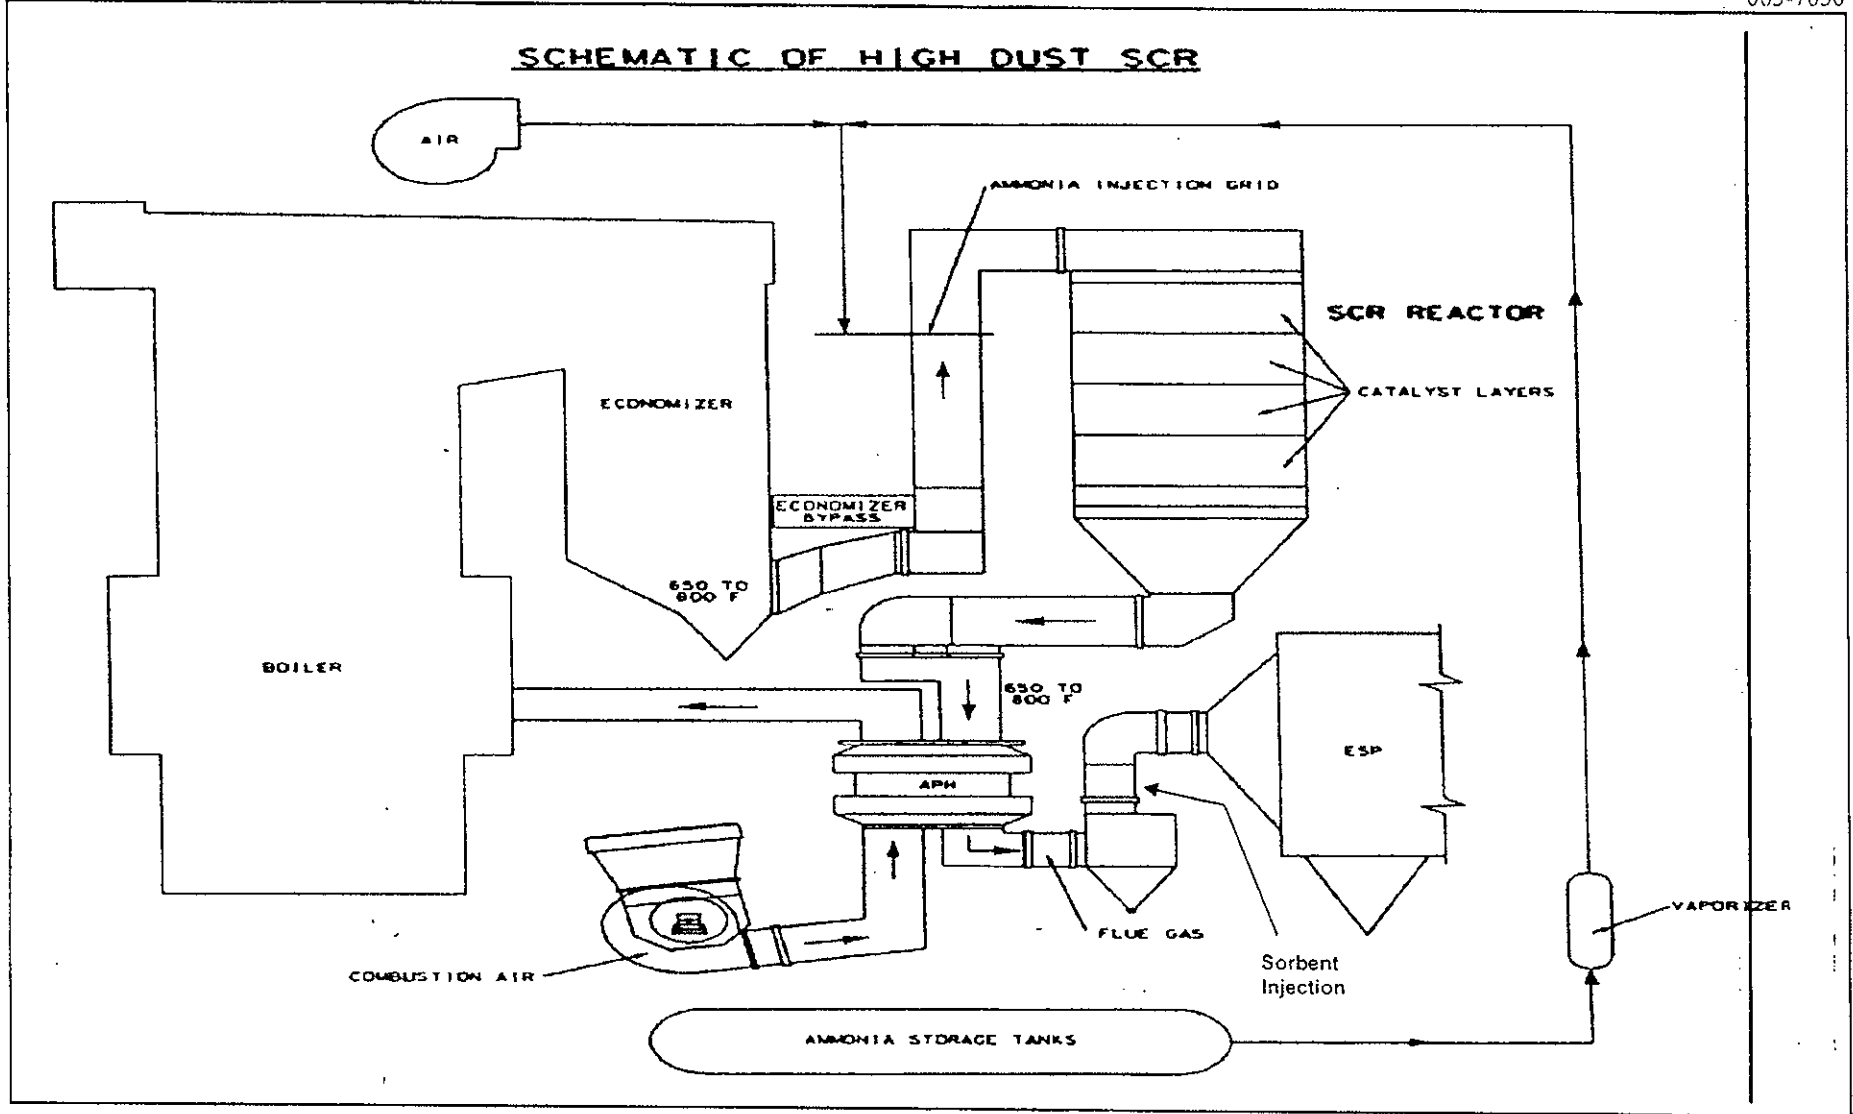 SCHEMATIC OF HIGH DUST SCR
AIR
AMMONIA INJECTION GRID
SCR REACTOR
CATALYST LAYERS
ECONOMIZER
ECONOMIZER
BYPASS
650 TO
800 F
BOILER
650 TO
800 F
ESP
APH
VAPORIZER
FLUE GAS
Sorbent
Injection
COMBUSTION AIR
AMMONIA STORAGE TANKS